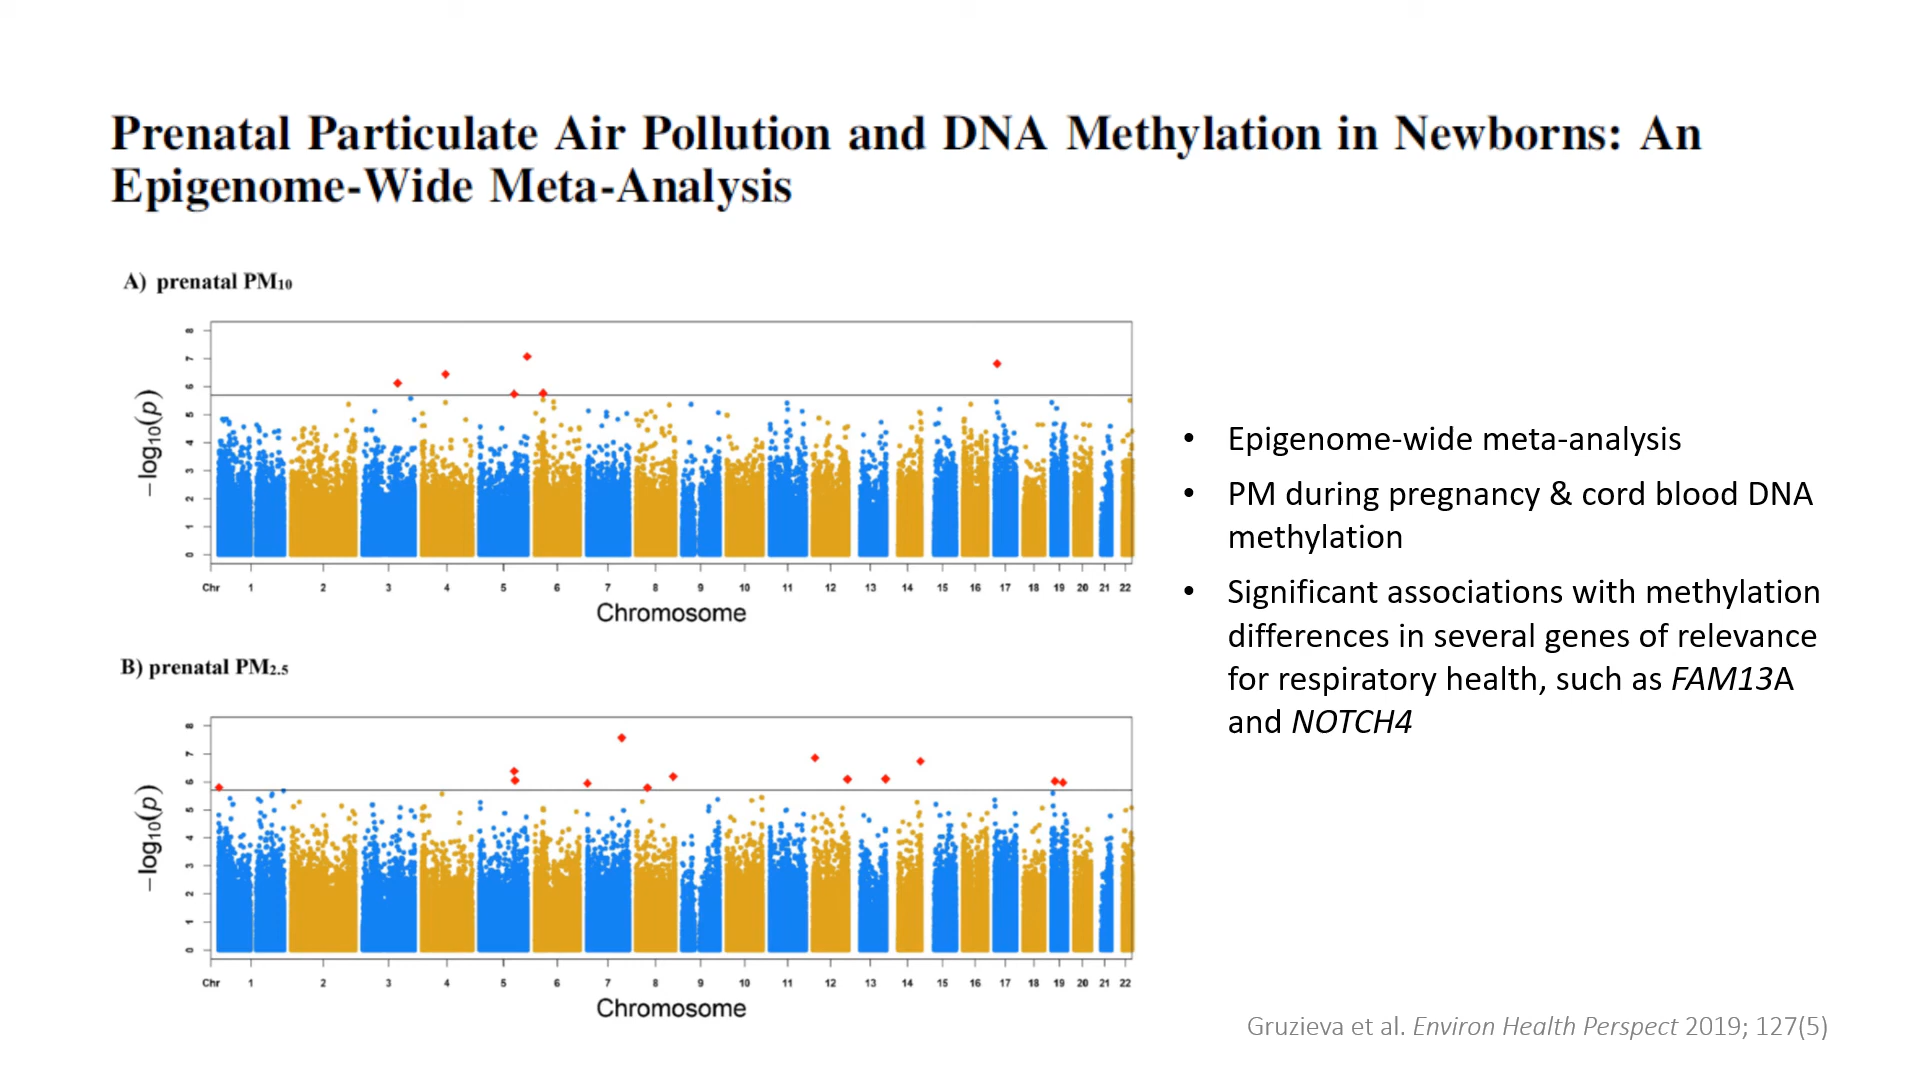 Prenatal Particulate Air Pollution and DNA Methylation in Newborns: An
Epigenome-Wide Meta-Analysis
A) prenatal PM10
8
7
6
5
4
3
2
1
0
−log10(p)
Chr 1 2 3 4 5 6 7 8 9 10 11 12 13 14 15 16 17 18 19 20 21 22
Chromosome
B) prenatal PM2.5
8
7
6
5
4
3
2
1
0
−log10(p)
Chr 1 2 3 4 5 6 7 8 9 10 11 12 13 14 15 16 17 18 19 20 21 22
Chromosome
• Epigenome-wide meta-analysis
• PM during pregnancy & cord blood DNA
methylation
• Significant associations with methylation
differences in several genes of relevance
for respiratory health, such as FAM13A
and NOTCH4
Gruzieva et al. Environ Health Perspect 2019; 127(5)